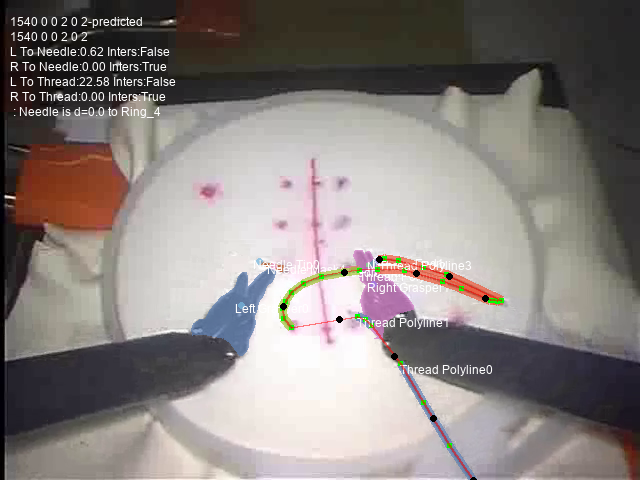 1540 0 0 2 0 2-predicted
1540 0 0 2 0 2
L To Needle:0.62 Inters:False
R To Needle:0.00 Inters:True
L To Thread:22.58 Inters:False
R To Thread:0.00 Inters:True
: Needle is d=0.0 to Ring_4
Needle Tip0
Thread Polyline3
Right Grasper
Left
Thread Polyline1
Thread Polyline0